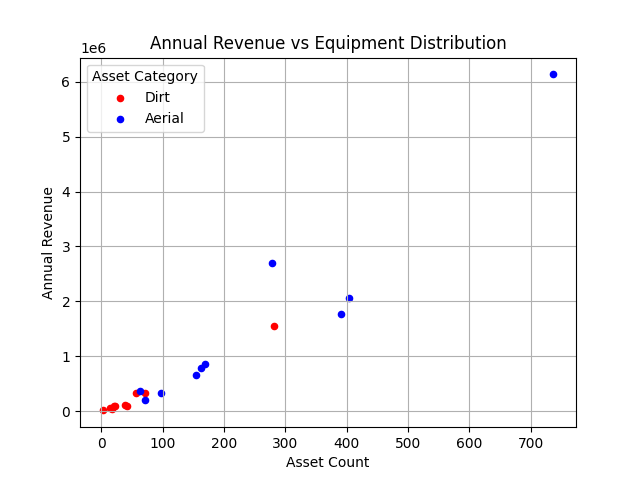 Annual Revenue vs Equipment Distribution
1e6
Asset Category
Dirt
Aerial
6
5
4
3
2
1
0
Annual Revenue
0 100 200 300 400 500 600 700
Asset Count